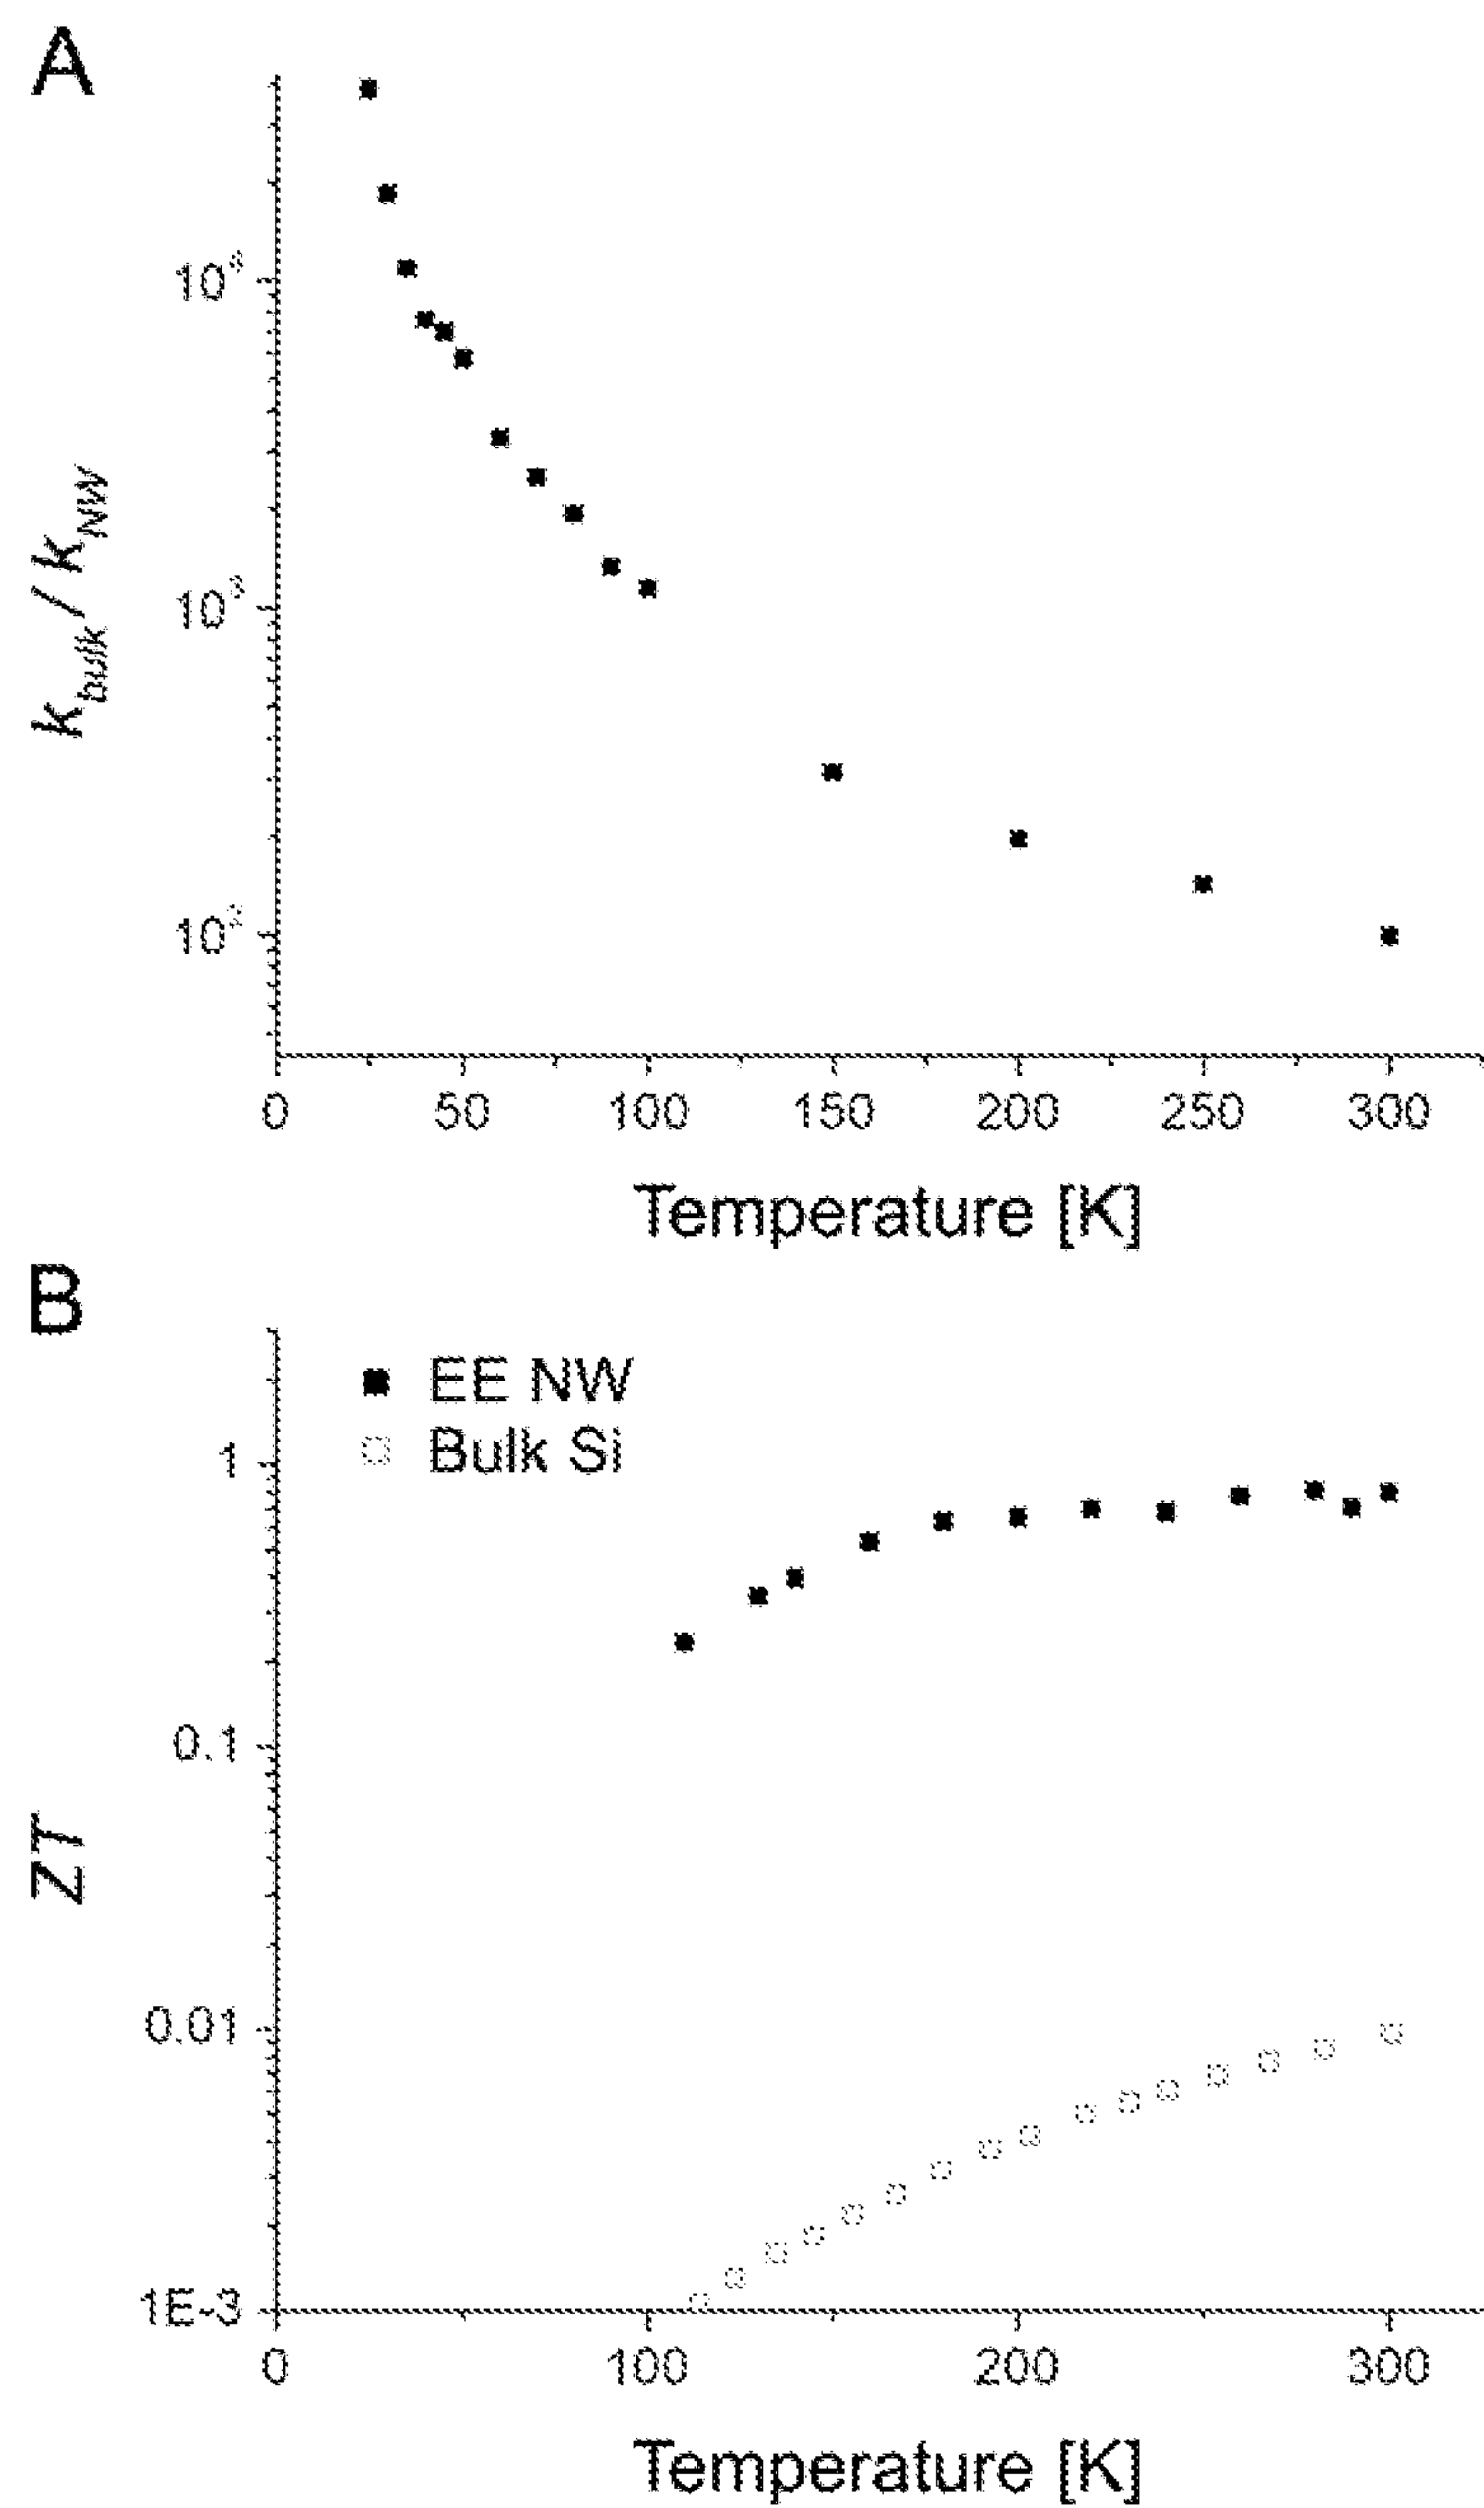 A
10⁴
10³
10²
k_bulk / k_NW
0 50 100 150 200 250 300
Temperature [K]
B
EE NW
Bulk Si
1
0.1
0.01
1E-3
ZT
0 100 200 300
Temperature [K]